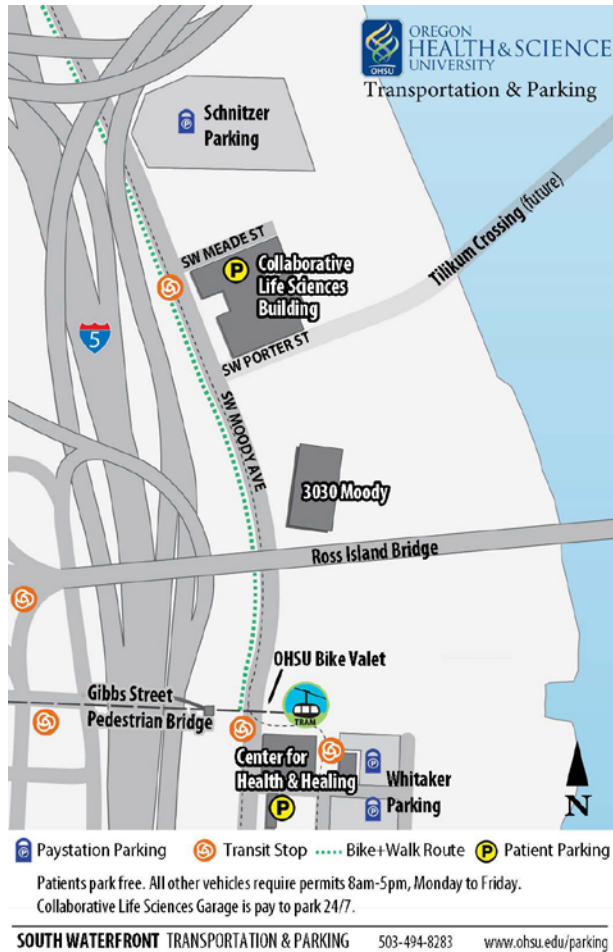 OREGON
HEALTH&SCIENCE
UNIVERSITY
OHSU
Transportation & Parking
Schnitzer
Parking
SW MEADE ST
Collaborative
Life Sciences
Building
P
Tilikum Crossing (future)
5
SW PORTER ST
SW MOODY AVE
3030 Moody
Ross Island Bridge
OHSU Bike Valet
Gibbs Street
Pedestrian Bridge
TRAM
Center for
Health & Healing
P
Whitaker
Parking
N
Paystation Parking
Transit Stop
Bike+Walk Route
P Patient Parking
Patients park free. All other vehicles require permits 8am-5pm, Monday to Friday.
Collaborative Life Sciences Garage is pay to park 24/7.
SOUTH WATERFRONT TRANSPORTATION & PARKING 503-494-8283 www.ohsu.edu/parking